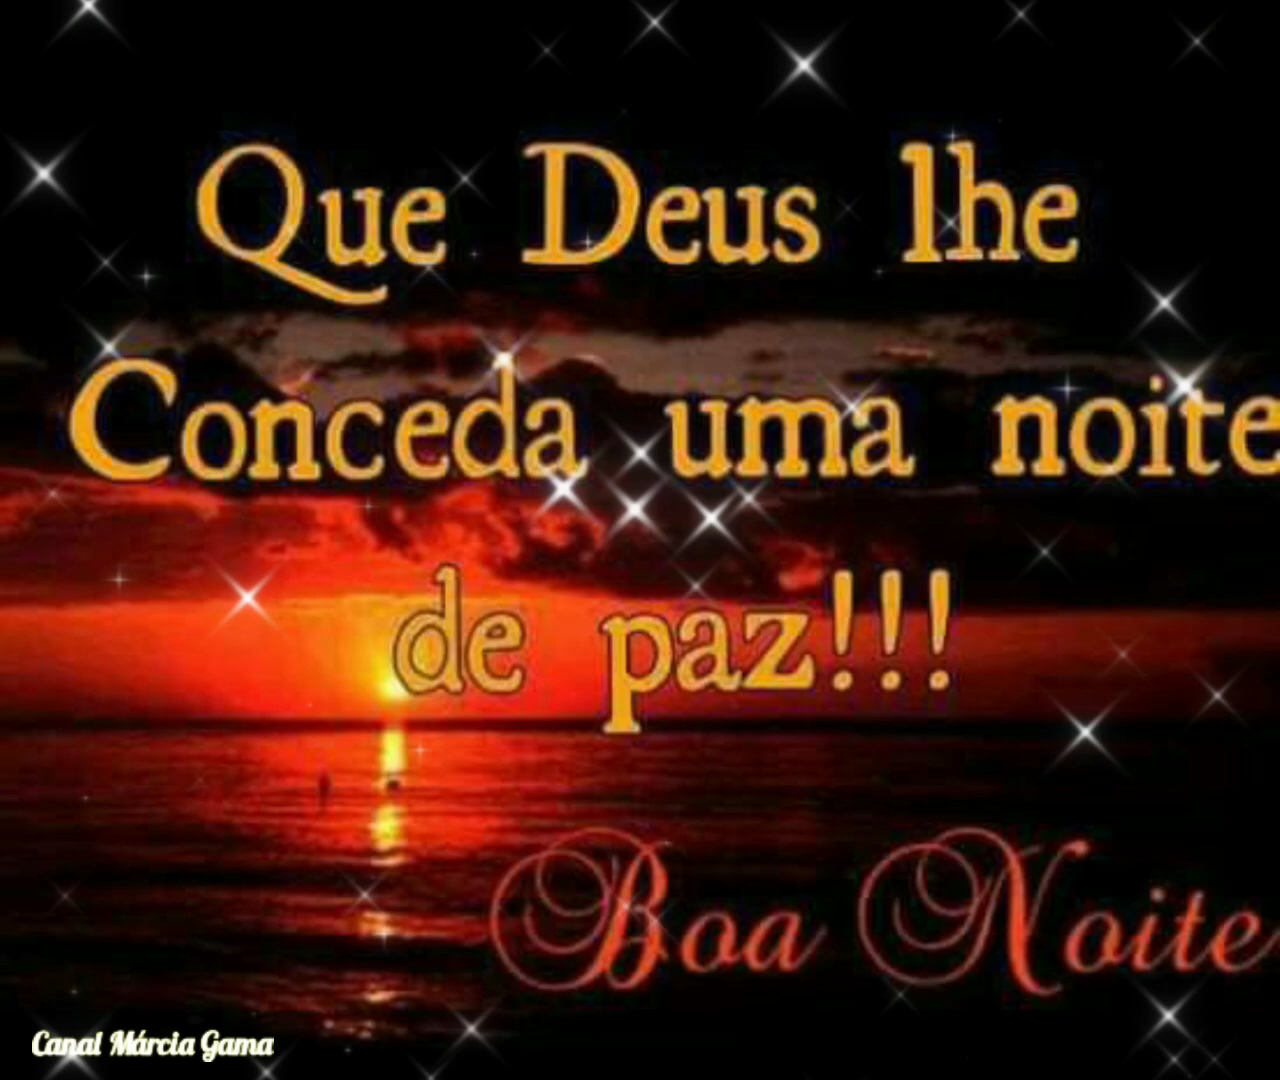 Que Deus lhe
Conceda uma noite
de paz!!!
Boa Noite
Canal Márcia Gama